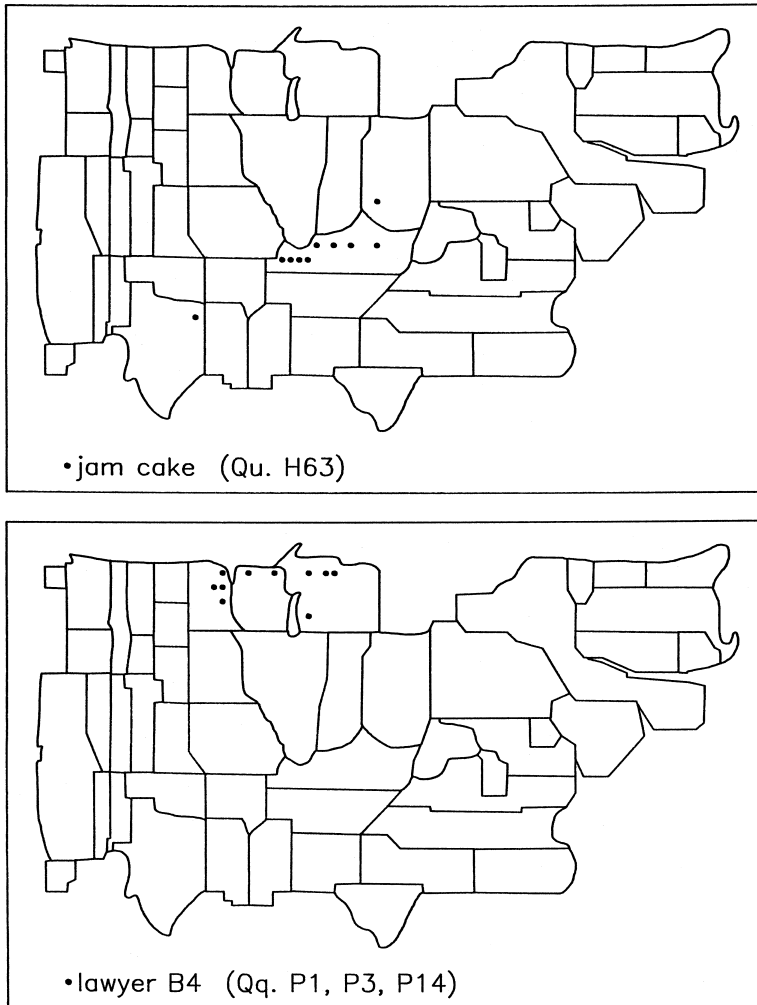 •jam cake (Qu. H63)
•lawyer B4 (Qq. P1, P3, P14)